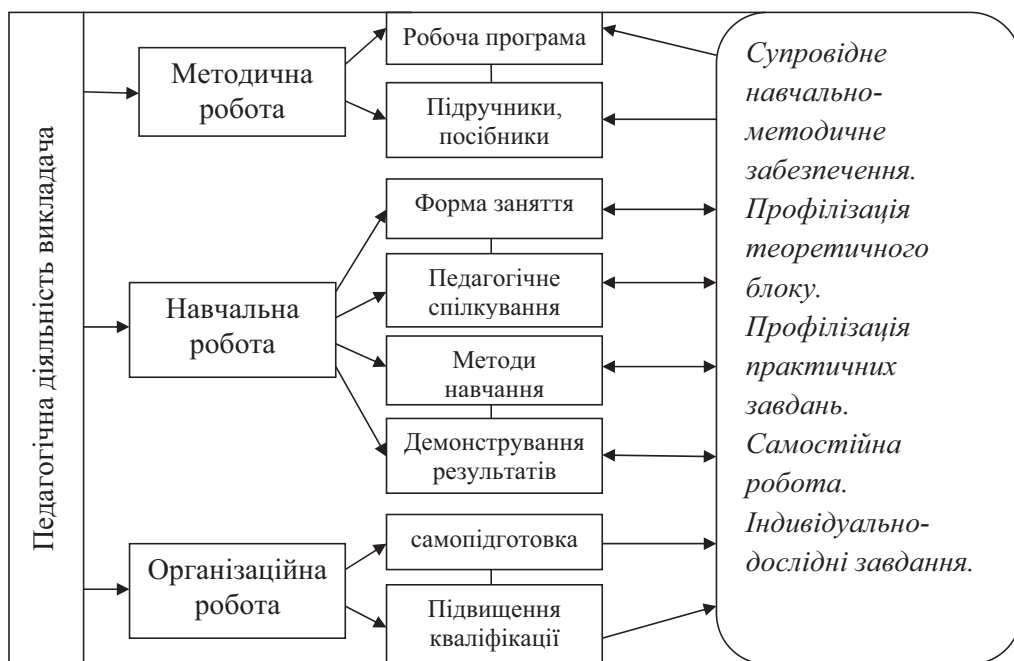 Педагогічна діяльність викладача
Методична
робота
Робоча програма
Підручники,
посібники
Навчальна
робота
Форма заняття
Педагогічне
спілкування
Методи
навчання
Демонстрування
результатів
Організаційна
робота
самопідготовка
Підвищення
кваліфікації
Супровідне
навчально-
методичне
забезпечення.
Профілізація
теоретичного
блоку.
Профілізація
практичних
завдань.
Самостійна
робота.
Індивідуально-
дослідні завдання.